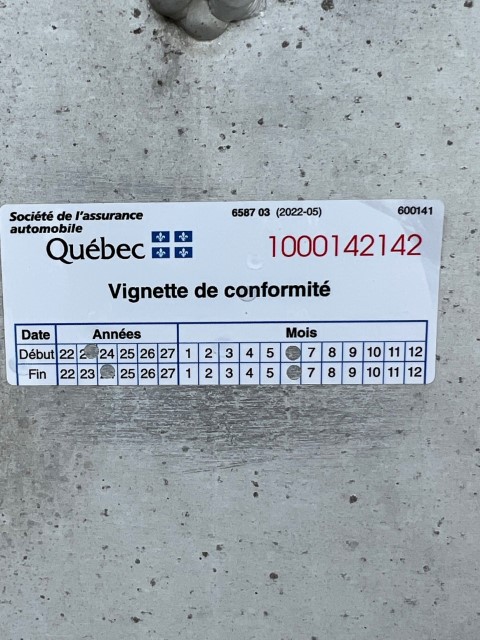 Société de l'assurance
automobile
6587 03 (2022-05)
600141
Québec
1000142142
Vignette de conformité
Date Années Mois
Début 22 24 25 26 27 1 2 3 4 5 7 8 9 10 11 12
Fin 22 23 25 26 27 1 2 3 4 5 7 8 9 10 11 12